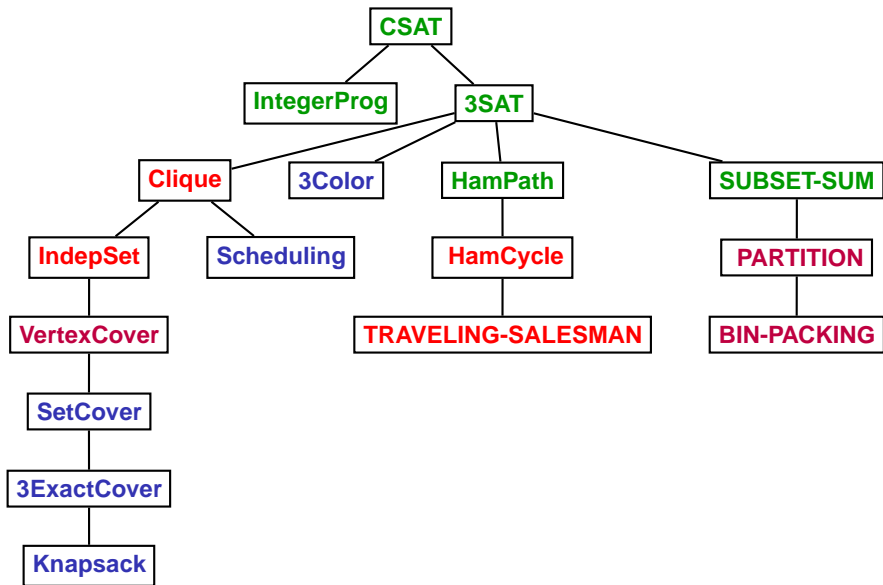 CSAT
IntegerProg
3SAT
Clique
3Color
HamPath
SUBSET-SUM
IndepSet
Scheduling
HamCycle
PARTITION
VertexCover
TRAVELING-SALESMAN
BIN-PACKING
SetCover
3ExactCover
Knapsack